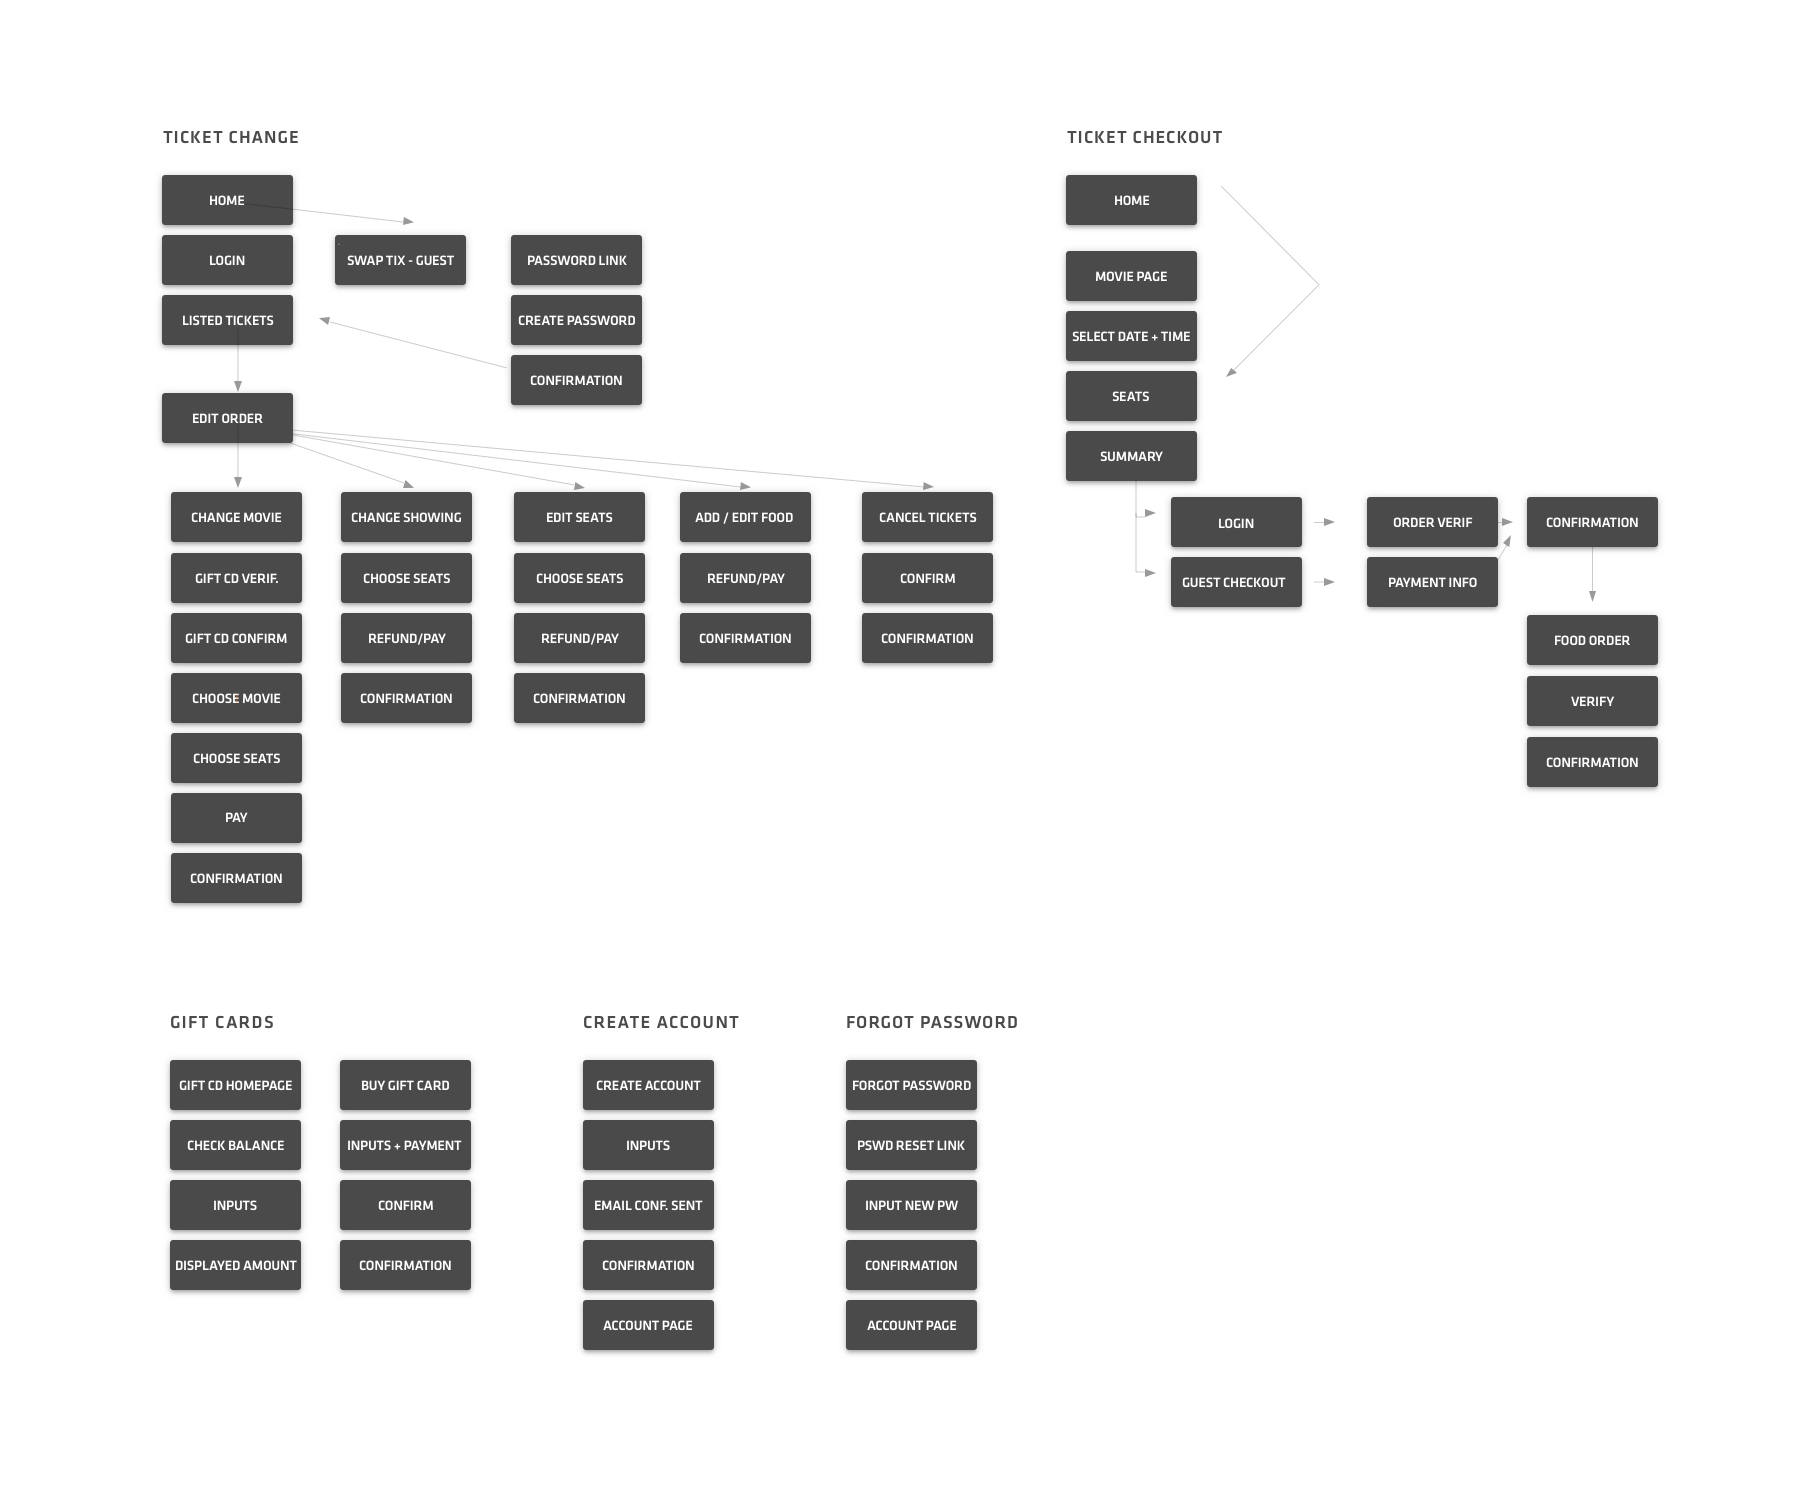 TICKET CHANGE
HOME
LOGIN
SWAP TIX - GUEST
PASSWORD LINK
LISTED TICKETS
CREATE PASSWORD
CONFIRMATION
EDIT ORDER
CHANGE MOVIE
GIFT CD VERIF.
GIFT CD CONFIRM
CHOOSE MOVIE
CHOOSE SEATS
PAY
CONFIRMATION
CHANGE SHOWING
CHOOSE SEATS
REFUND/PAY
CONFIRMATION
EDIT SEATS
CHOOSE SEATS
REFUND/PAY
CONFIRMATION
ADD / EDIT FOOD
REFUND/PAY
CONFIRMATION
CANCEL TICKETS
CONFIRM
CONFIRMATION
TICKET CHECKOUT
HOME
MOVIE PAGE
SELECT DATE + TIME
SEATS
SUMMARY
LOGIN
ORDER VERIF
CONFIRMATION
GUEST CHECKOUT
PAYMENT INFO
FOOD ORDER
VERIFY
CONFIRMATION
GIFT CARDS
GIFT CD HOMEPAGE
CHECK BALANCE
INPUTS
DISPLAYED AMOUNT
BUY GIFT CARD
INPUTS + PAYMENT
CONFIRM
CONFIRMATION
CREATE ACCOUNT
CREATE ACCOUNT
INPUTS
EMAIL CONF. SENT
CONFIRMATION
ACCOUNT PAGE
FORGOT PASSWORD
FORGOT PASSWORD
PSWD RESET LINK
INPUT NEW PW
CONFIRMATION
ACCOUNT PAGE